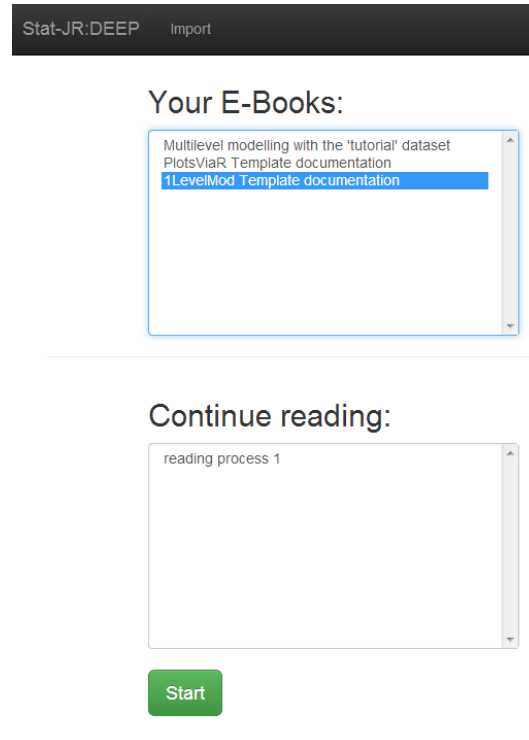 Stat-JR:DEEP Import
Your E-Books:
Multilevel modelling with the 'tutorial' dataset
PlotsViaR Template documentation
1LevelMod Template documentation
Continue reading:
reading process 1
Start